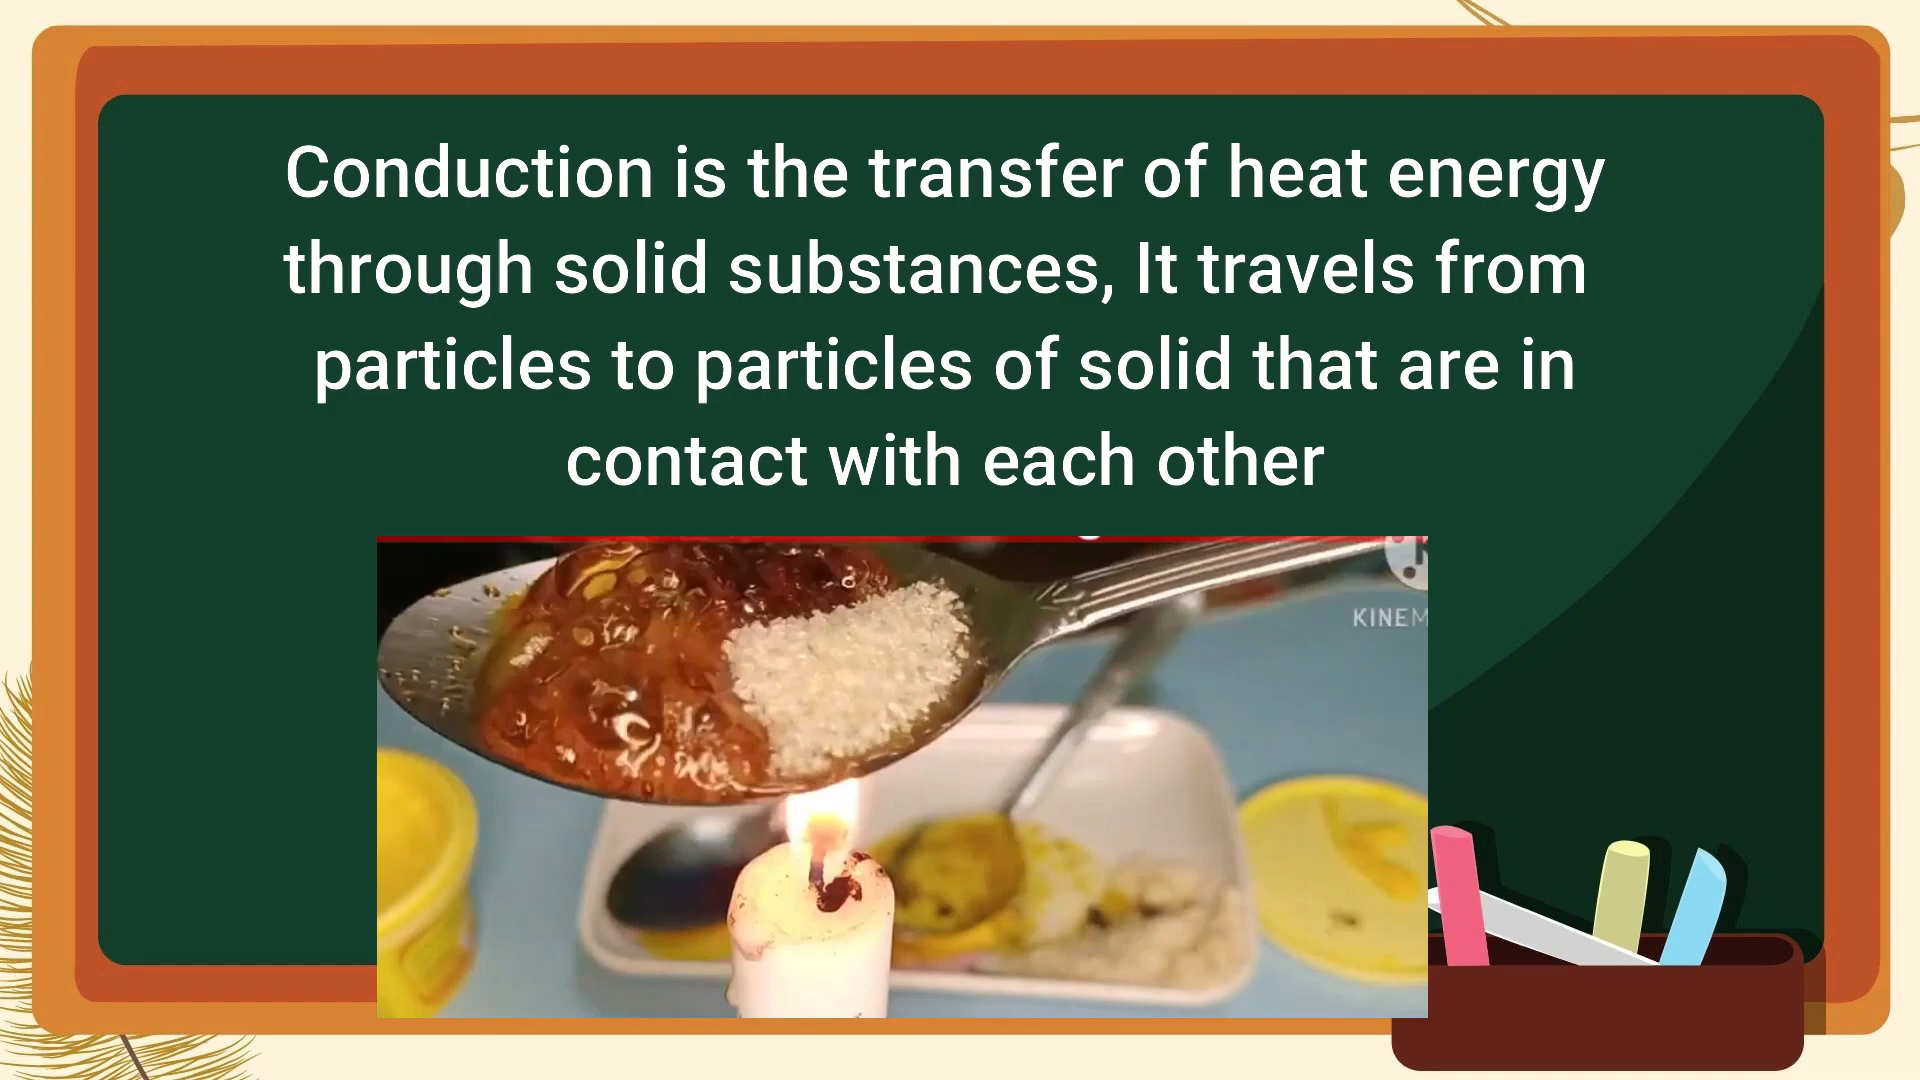 Conduction is the transfer of heat energy
through solid substances, It travels from
particles to particles of solid that are in
contact with each other
KINEM